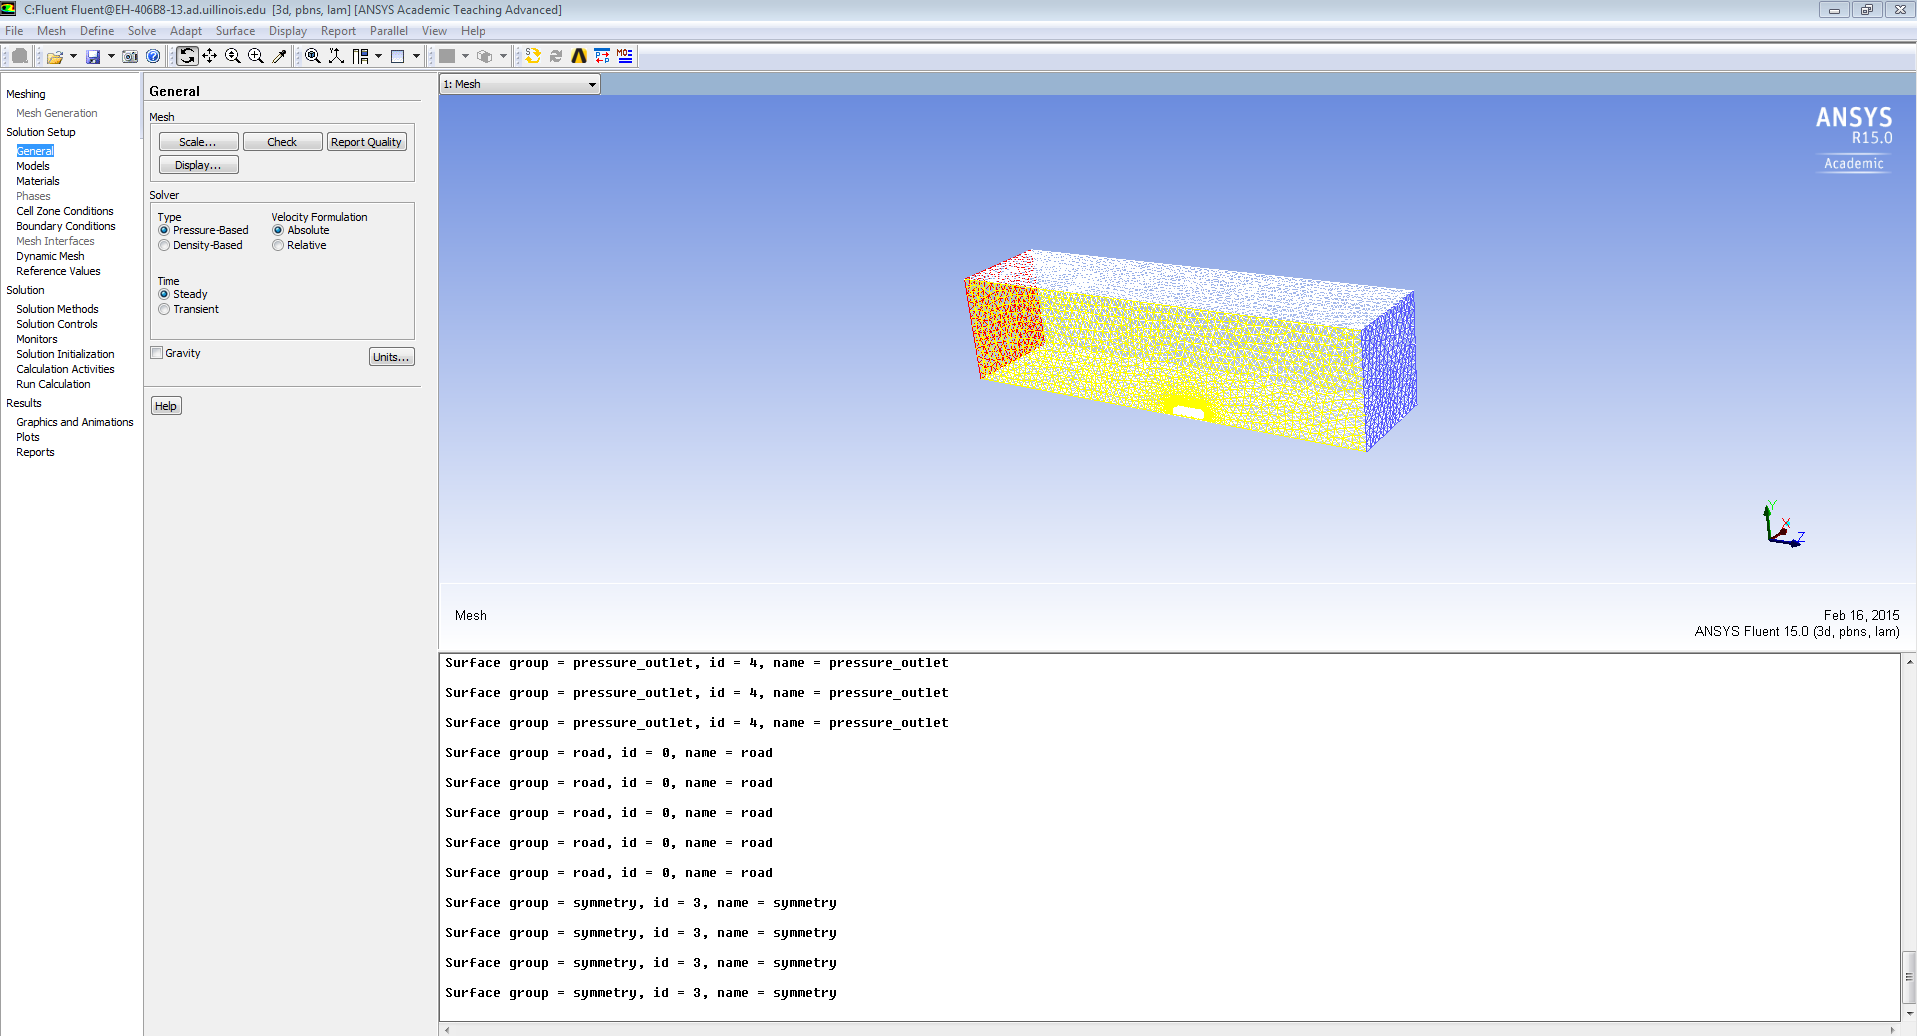 C:Fluent Fluent@EH-406B8-13.ad.uillinois.edu [3d, pbns, lam] [ANSYS Academic Teaching Advanced]
File Mesh Define Solve Adapt Surface Display Report Parallel View Help
Meshing
Mesh Generation
Solution Setup
General
Models
Materials
Phases
Cell Zone Conditions
Boundary Conditions
Mesh Interfaces
Dynamic Mesh
Reference Values
Solution
Solution Methods
Solution Controls
Monitors
Solution Initialization
Calculation Activities
Run Calculation
Results
Graphics and Animations
Plots
Reports
General
Mesh
Scale... Check Report Quality
Display...
Solver
Type Velocity Formulation
Pressure-Based Absolute
Density-Based Relative
Time
Steady
Transient
Gravity Units...
Help
1: Mesh
ANSYS
R15.0
Academic
Y
X
Z
Mesh
Feb 16, 2015
ANSYS Fluent 15.0 (3d, pbns, lam)
Surface group = pressure_outlet, id = 4, name = pressure_outlet
Surface group = pressure_outlet, id = 4, name = pressure_outlet
Surface group = pressure_outlet, id = 4, name = pressure_outlet
Surface group = road, id = 0, name = road
Surface group = road, id = 0, name = road
Surface group = road, id = 0, name = road
Surface group = road, id = 0, name = road
Surface group = road, id = 0, name = road
Surface group = symmetry, id = 3, name = symmetry
Surface group = symmetry, id = 3, name = symmetry
Surface group = symmetry, id = 3, name = symmetry
Surface group = symmetry, id = 3, name = symmetry